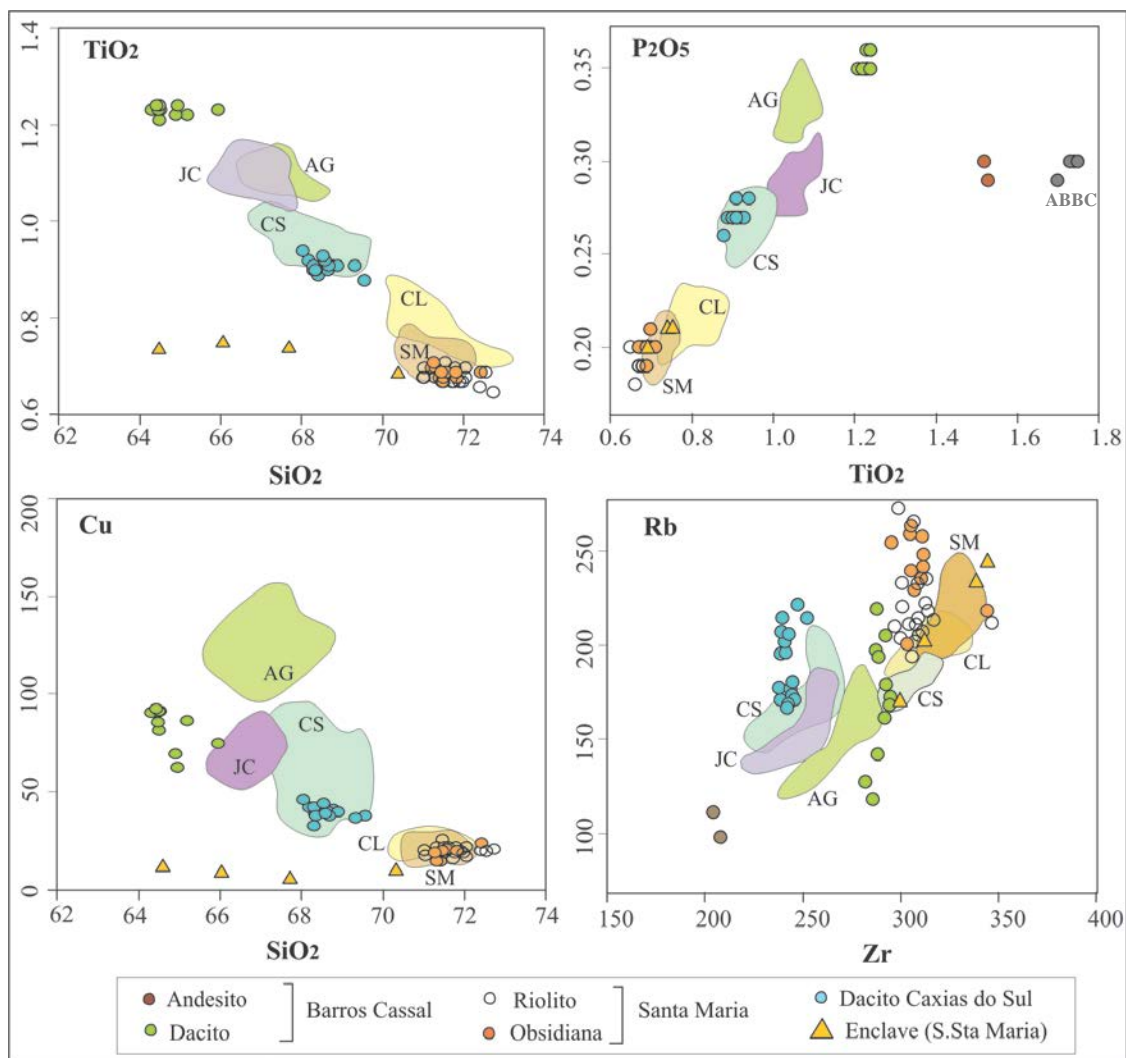 TiO2
1.4
1.2
1.0
0.8
0.6
JC
AG
CS
CL
SM
62
64
66
68
70
72
74
SiO2
P2O5
0.35
0.30
0.25
0.20
AG
JC
ABBC
CS
CL
SM
0.6
0.8
1.0
1.2
1.4
1.6
1.8
TiO2
Cu
200
150
100
50
0
AG
CS
JC
CL
SM
62
64
66
68
70
72
74
SiO2
Rb
250
200
150
100
SM
CL
CS
CS
JC
AG
150
200
250
300
350
400
Zr
Andesito
Dacito
Barros Cassal
Riolito
Obsidiana
Santa Maria
Dacito Caxias do Sul
Enclave (S.Sta Maria)